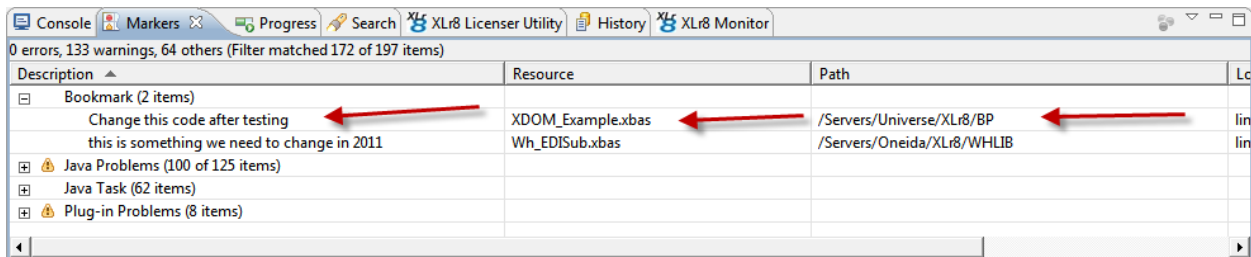 Console Markers Progress Search XLr8 Licenser Utility History XLr8 Monitor
0 errors, 133 warnings, 64 others (Filter matched 172 of 197 items)
Description Resource Path Lo
Bookmark (2 items)
Change this code after testing XDOM_Example.xbas /Servers/Universe/XLr8/BP lin
this is something we need to change in 2011 Wh_EDISub.xbas /Servers/Oneida/XLr8/WHLIB lin
Java Problems (100 of 125 items)
Java Task (62 items)
Plug-in Problems (8 items)